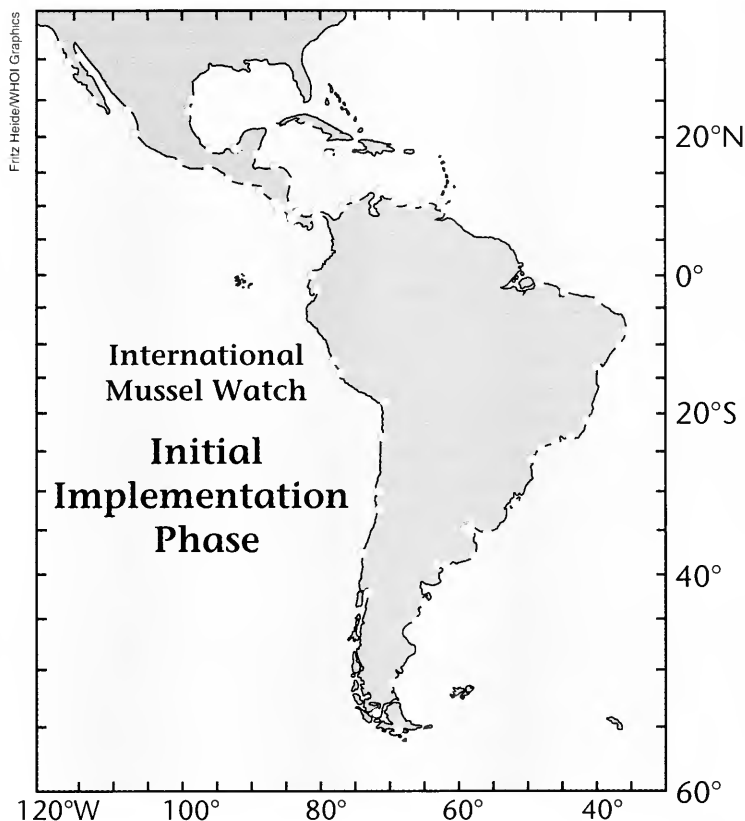 Fritz Heide/WHOI Graphics
20°N
0°
International
Mussel Watch
20°S
Initial
Implementation
Phase
40°
60°
120°W 100° 80° 60° 40°